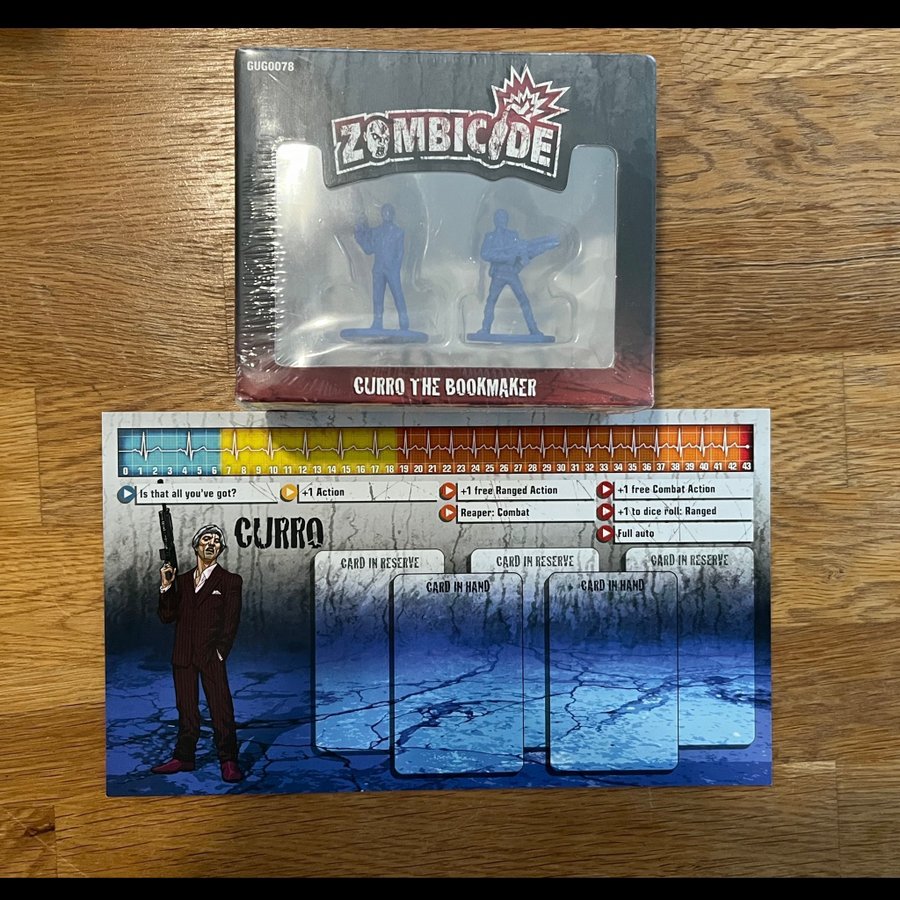 GUG0078
ZOMBICIDE
CURRO THE BOOKMAKER
0 1 2 3 4 5 6 7 8 9 10 11 12 13 14 15 16 17 18 19 20 21 22 23 24 25 26 27 28 29 30 31 32 33 34 35 36 37 38 39 40 41 42 43
Is that all you've got? +1 Action +1 free Ranged Action +1 free Combat Action
Reaper: Combat +1 to dice roll: Ranged
Full auto
CURRO
CARD IN RESERVE CARD IN RESERVE CARD IN RESERVE
CARD IN HAND CARD IN HAND